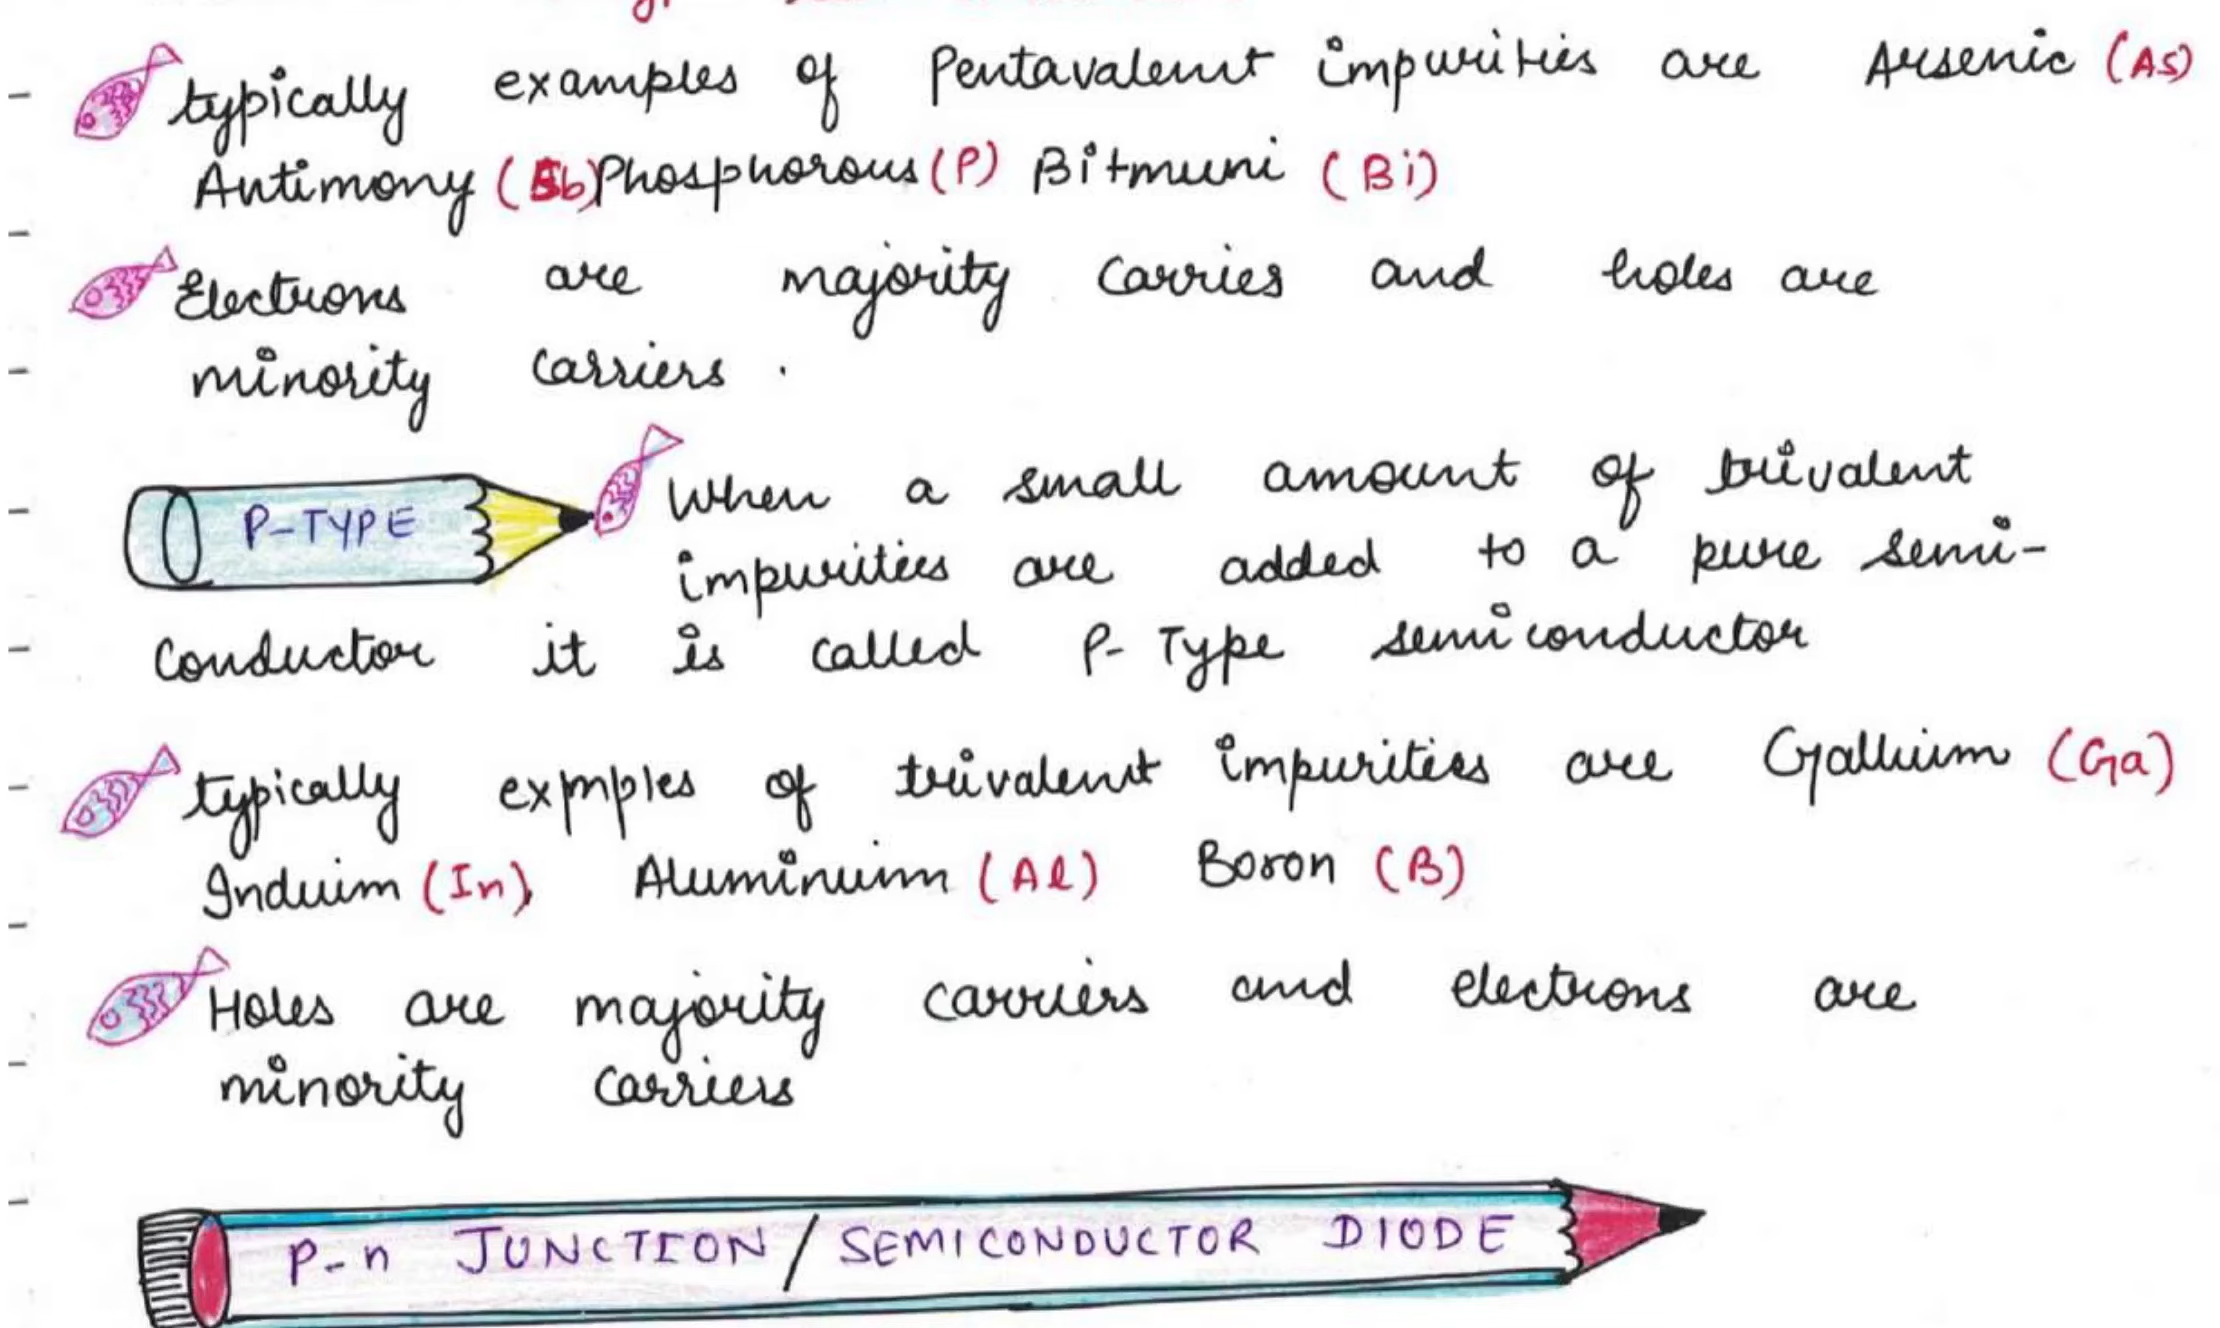 typically examples of Pentavalent impurities are Arsenic (As)
Antimony (Sb) Phosphorous (P) Bitmuni (Bi)
Electrons are majority carries and holes are
minority carriers .
P-TYPE
When a small amount of trivalent
impurities are added to a pure semi-
conductor it is called P-Type semiconductor
typically exmples of trivalent impurities are Gallium (Ga)
Induim (In), Aluminuim (Al) Boron (B)
Holes are majority carriers and electrons are
minority carriers
P-n JUNCTION / SEMICONDUCTOR DIODE